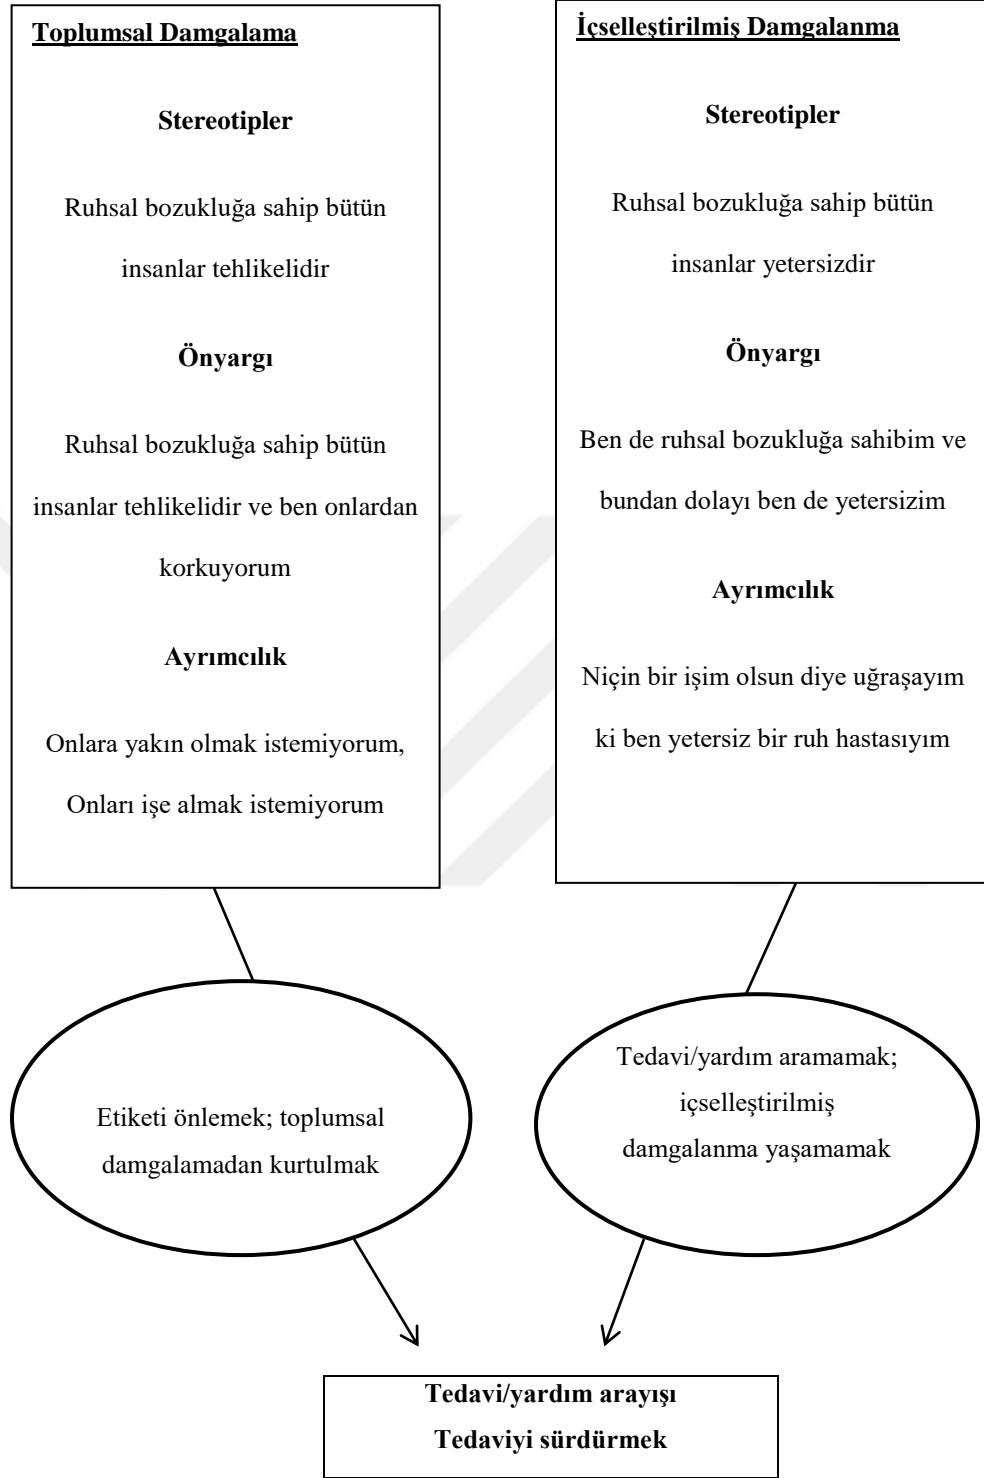 Toplumsal Damgalama
Stereotipler
Ruhsal bozukluğa sahip bütün
insanlar tehlikelidir
Önyargı
Ruhsal bozukluğa sahip bütün
insanlar tehlikelidir ve ben onlardan
korkuyorum
Ayrımcılık
Onlara yakın olmak istemiyorum,
Onları işe almak istemiyorum
İçselleştirilmiş Damgalanma
Stereotipler
Ruhsal bozukluğa sahip bütün
insanlar yetersizdir
Önyargı
Ben de ruhsal bozukluğa sahibim ve
bundan dolayı ben de yetersizim
Ayrımcılık
Niçin bir işim olsun diye uğraşayım
ki ben yetersiz bir ruh hastasıyım
Etiketi önlemek; toplumsal
damgalamadan kurtulmak
Tedavi/yardım aramamak;
içselleştirilmiş
damgalanma yaşamamak
Tedavi/yardım arayışı
Tedaviyi sürdürmek